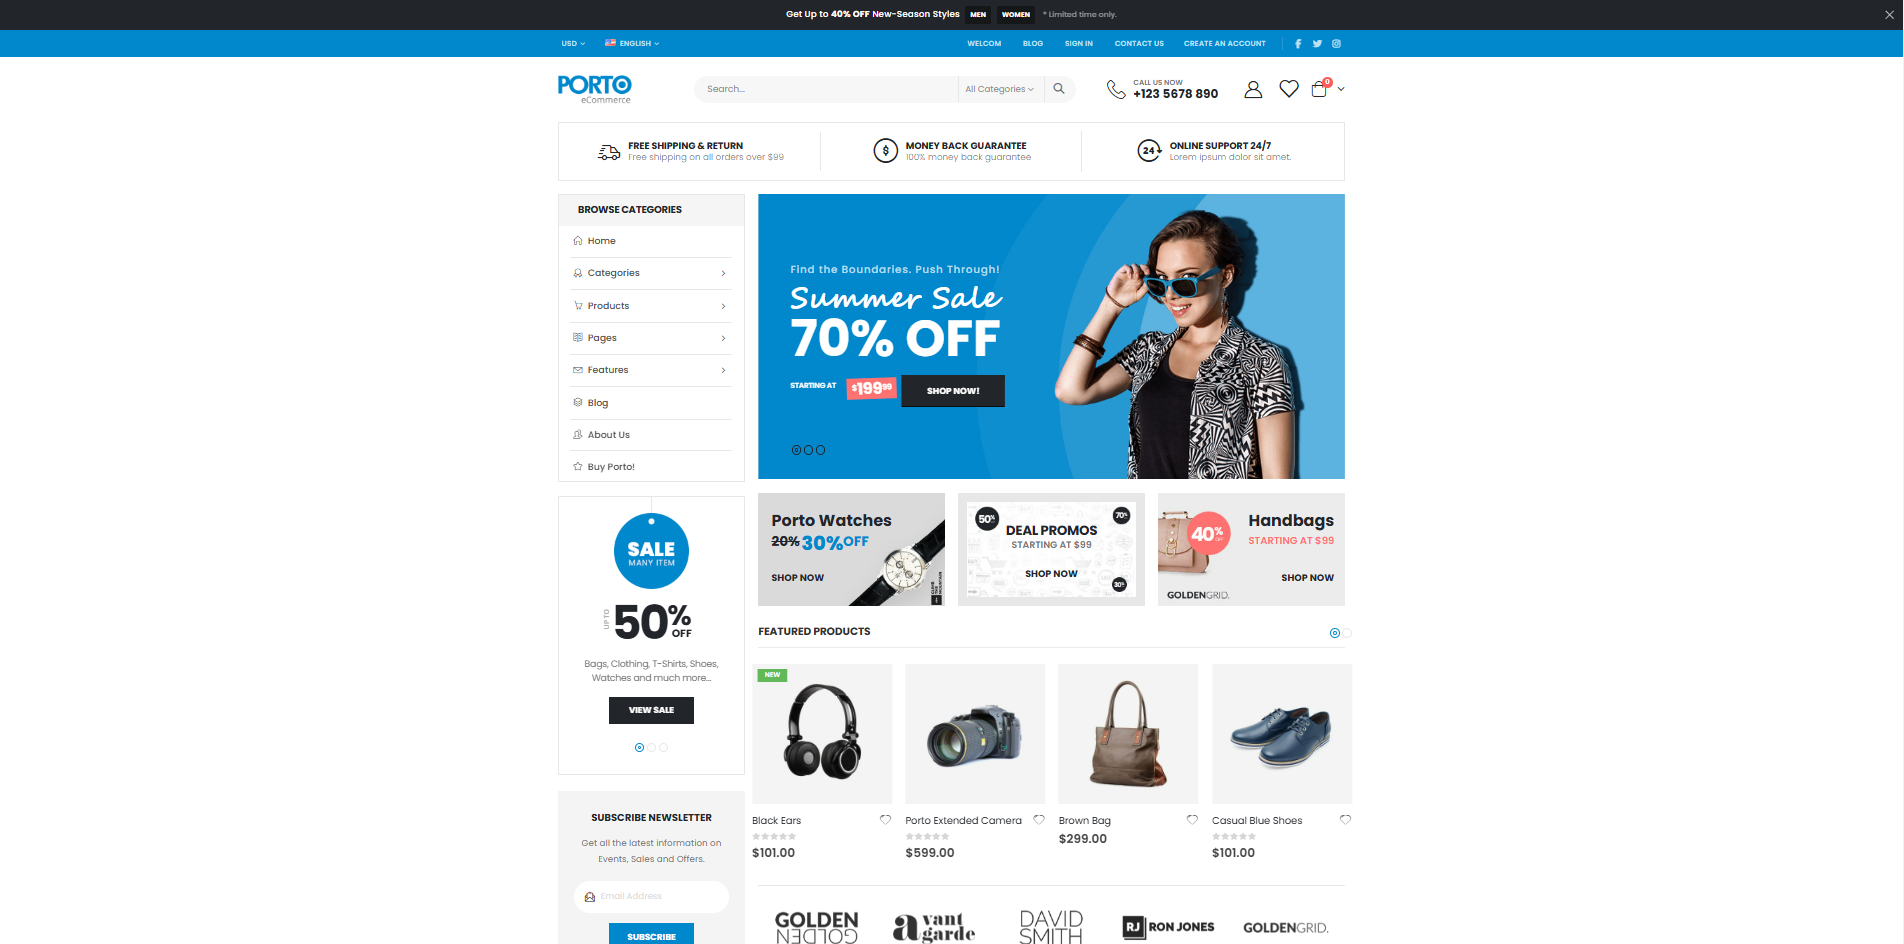 Get Up to 40% OFF New-Season Styles MEN WOMEN * Limited time only.
USD ENGLISH WELCOM BLOG SIGN IN CONTACT US CREATE AN ACCOUNT
PORTO
eCommerce
Search... All Categories
CALL US NOW
+123 5678 890
0
FREE SHIPPING & RETURN
Free shipping on all orders over $99
$
MONEY BACK GUARANTEE
100% money back guarantee
24
ONLINE SUPPORT 24/7
Lorem ipsum dolor sit amet.
BROWSE CATEGORIES
Home
Categories
Products
Pages
Features
Blog
About Us
Buy Porto!
Find the Boundaries. Push Through!
Summer Sale
70% OFF
STARTING AT $199.99 SHOP NOW!
SALE
MANY ITEM
UP TO
50%
OFF
Bags, Clothing, T-Shirts, Shoes,
Watches and much more...
VIEW SALE
Porto Watches
20% 30% OFF
SHOP NOW
50%
70%
DEAL PROMOS
STARTING AT $99
SHOP NOW
30%
40%
OFF
Handbags
STARTING AT $99
SHOP NOW
GOLDENGRID.
FEATURED PRODUCTS
NEW
Black Ears
$101.00
Porto Extended Camera
$599.00
Brown Bag
$299.00
Casual Blue Shoes
$101.00
SUBSCRIBE NEWSLETTER
Get all the latest information on
Events, Sales and Offers.
Email Address
SUBSCRIBE
GOLDEN
GOLDEN
avant
garde
DAVID
SMITH
RJ RON JONES
GOLDENGRID.